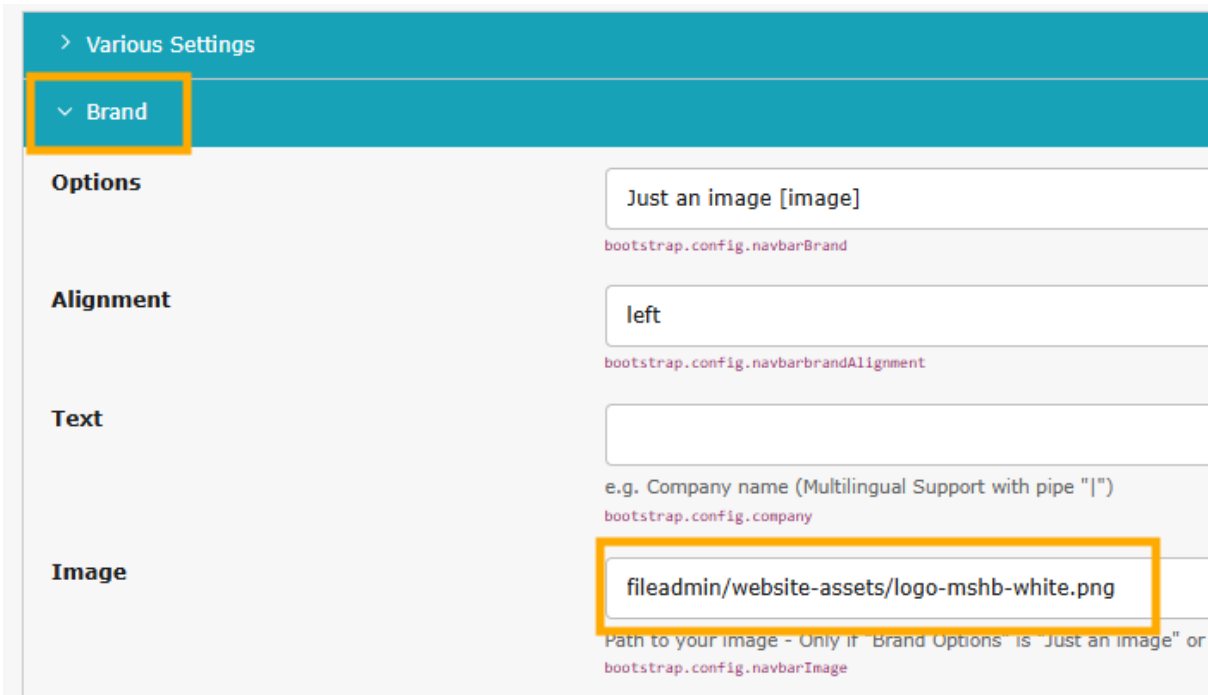 Various Settings
Brand
Options
Just an image [image]
bootstrap.config.navbarBrand
Alignment
left
bootstrap.config.navbarbrandAlignment
Text
e.g. Company name (Multilingual Support with pipe "|")
bootstrap.config.company
Image
fileadmin/website-assets/logo-mshb-white.png
Path to your image - Only if "Brand Options" is "Just an image" or
bootstrap.config.navbarImage